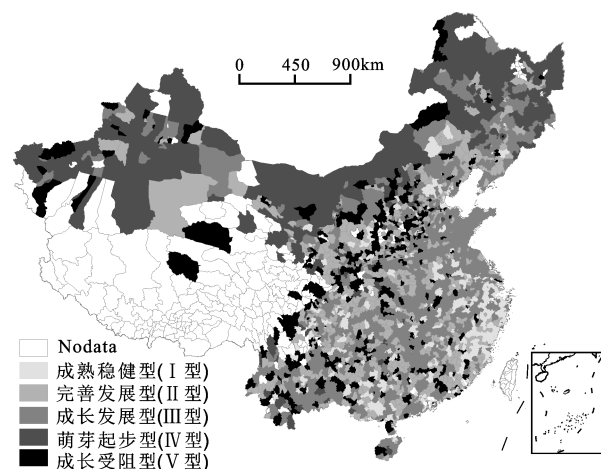 0 450 900km
Nodata
成熟稳健型(Ⅰ型)
完善发展型(Ⅱ型)
成长发展型(Ⅲ型)
萌芽起步型(Ⅳ型)
成长受阻型(Ⅴ型)